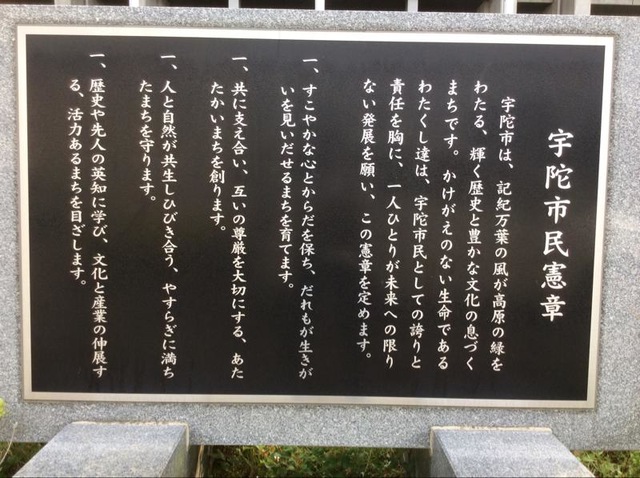 宇陀市民憲章
宇陀市は、記紀万葉の風が高原の緑を
わたる、輝く歴史と豊かな文化の息づく
まちです。かけがえのない生命である
わたくし達は、宇陀市民としての誇りと
責任を胸に、一人ひとりが未来への限り
ない発展を願い、この憲章を定めます。
一、すこやかな心とからだを保ち、だれもが生きが
いを見いだせるまちを育てます。
一、共に支え合い、互いの尊厳を大切にする、あた
たかいまちを創ります。
一、人と自然が共生しひびき合う、やすらぎに満ち
たまちを守ります。
一、歴史や先人の英知に学び、文化と産業の伸展す
る、活力あるまちを目ざします。